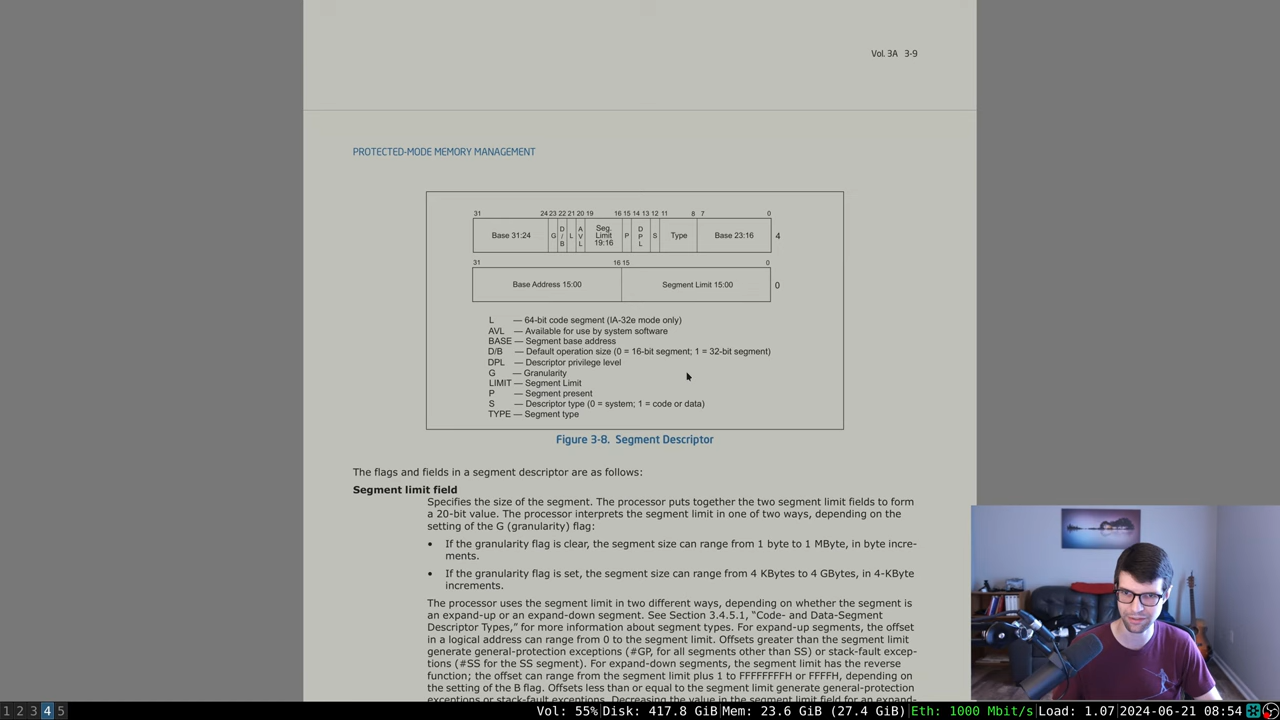 Vol. 3A 3-9
PROTECTED-MODE MEMORY MANAGEMENT
31 24 23 22 21 20 19 16 15 14 13 12 11 8 7 0
Base 31:24 G D/B L AVL Seg. Limit 19:16 P DPL S Type Base 23:16 4
31 16 15 0
Base Address 15:00 Segment Limit 15:00 0
L — 64-bit code segment (IA-32e mode only)
AVL — Available for use by system software
BASE — Segment base address
D/B — Default operation size (0 = 16-bit segment; 1 = 32-bit segment)
DPL — Descriptor privilege level
G — Granularity
LIMIT — Segment Limit
P — Segment present
S — Descriptor type (0 = system; 1 = code or data)
TYPE — Segment type
Figure 3-8. Segment Descriptor
The flags and fields in a segment descriptor are as follows:
Segment limit field
Specifies the size of the segment. The processor puts together the two segment limit fields to form
a 20-bit value. The processor interprets the segment limit in one of two ways, depending on the
setting of the G (granularity) flag:
• If the granularity flag is clear, the segment size can range from 1 byte to 1 MByte, in byte incre-
ments.
• If the granularity flag is set, the segment size can range from 4 KBytes to 4 GBytes, in 4-KByte
increments.
The processor uses the segment limit in two different ways, depending on whether the segment is
an expand-up or an expand-down segment. See Section 3.4.5.1, “Code- and Data-Segment
Descriptor Types,” for more information about segment types. For expand-up segments, the offset
in a logical address can range from 0 to the segment limit. Offsets greater than the segment limit
generate general-protection exceptions (#GP, for all segments other than SS) or stack-fault excep-
tions (#SS for the SS segment). For expand-down segments, the segment limit has the reverse
function; the offset can range from the segment limit plus 1 to FFFFFFFFH or FFFFH, depending on
the setting of the B flag. Offsets less than or equal to the segment limit generate general-protection
exceptions or stack-fault exceptions. Decreasing the value in the segment limit field for an expand-
1 2 3 4 5 Vol: 55% Disk: 417.8 GiB Mem: 23.6 GiB (27.4 GiB) Eth: 1000 Mbit/s Load: 1.07 2024-06-21 08:54